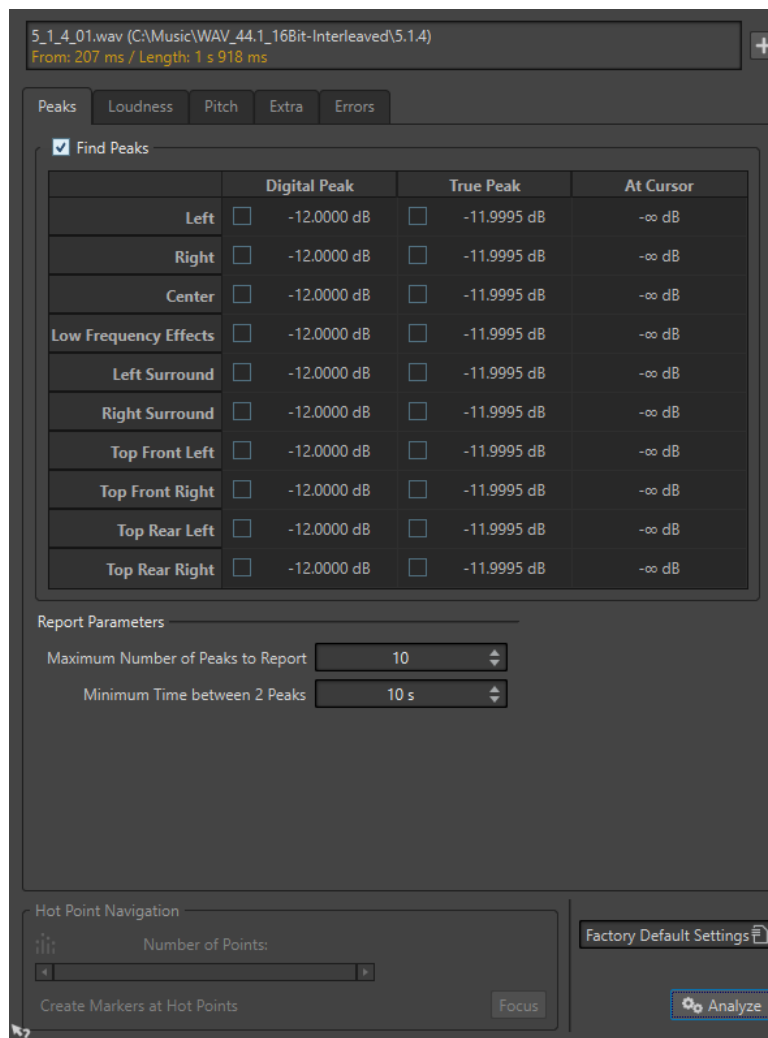 5_1_4_01.wav (C:\Music\WAV_44.1_16Bit-Interleaved\5.1.4)
From: 207 ms / Length: 1 s 918 ms
Peaks Loudness Pitch Extra Errors
Find Peaks
Digital Peak True Peak At Cursor
Left -12.0000 dB -11.9995 dB -∞ dB
Right -12.0000 dB -11.9995 dB -∞ dB
Center -12.0000 dB -11.9995 dB -∞ dB
Low Frequency Effects -12.0000 dB -11.9995 dB -∞ dB
Left Surround -12.0000 dB -11.9995 dB -∞ dB
Right Surround -12.0000 dB -11.9995 dB -∞ dB
Top Front Left -12.0000 dB -11.9995 dB -∞ dB
Top Front Right -12.0000 dB -11.9995 dB -∞ dB
Top Rear Left -12.0000 dB -11.9995 dB -∞ dB
Top Rear Right -12.0000 dB -11.9995 dB -∞ dB
Report Parameters
Maximum Number of Peaks to Report 10
Minimum Time between 2 Peaks 10 s
Hot Point Navigation
Number of Points:
Factory Default Settings
Create Markers at Hot Points Focus
Analyze